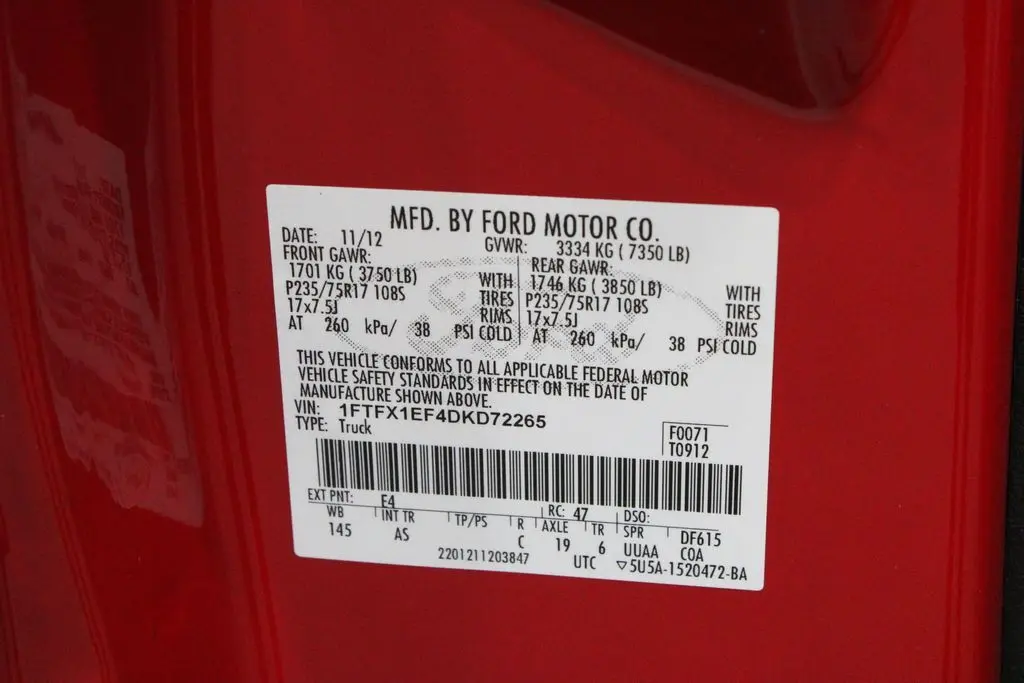 MFD. BY FORD MOTOR CO.
DATE: 11/12 GVWR: 3334 KG ( 7350 LB)
FRONT GAWR: REAR GAWR:
1701 KG ( 3750 LB) WITH 1746 KG ( 3850 LB) WITH
P235/75R17 108S TIRES P235/75R17 108S TIRES
17x7.5J RIMS 17x7.5J RIMS
AT 260 kPa/ 38 PSI COLD AT 260 kPa/ 38 PSI COLD
Ford
THIS VEHICLE CONFORMS TO ALL APPLICABLE FEDERAL MOTOR
VEHICLE SAFETY STANDARDS IN EFFECT ON THE DATE OF
MANUFACTURE SHOWN ABOVE.
VIN: 1FTFX1EF4DKD72265
TYPE: Truck
F0071
T0912
EXT PNT: E4 RC: 47 DSO:
WB INT TR TP/PS R AXLE TR SPR DF615
145 AS C 19 6 UUAA COA
2201211203847 UTC ▽5U5A-1520472-BA